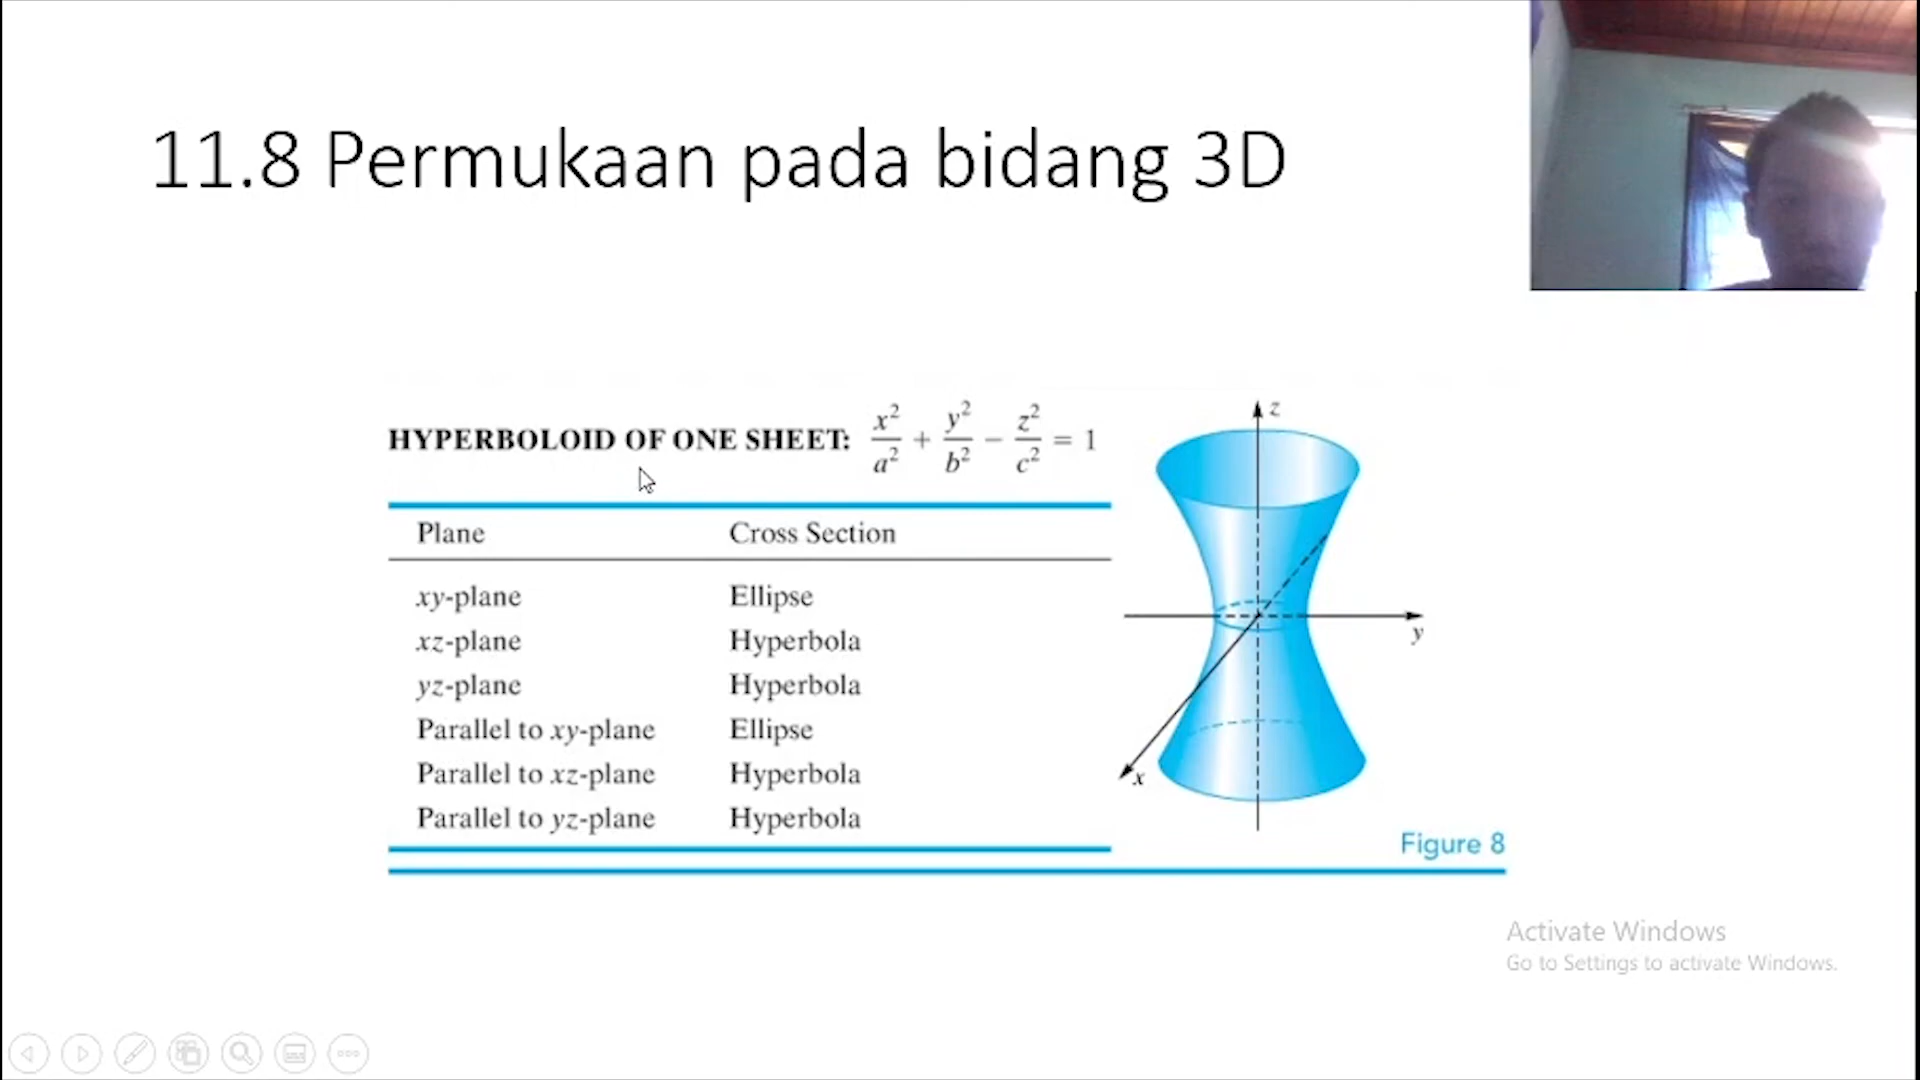 11.8 Permukaan pada bidang 3D
HYPERBOLOID OF ONE SHEET: x²/a² + y²/b² − z²/c² = 1
Plane Cross Section
xy-plane Ellipse
xz-plane Hyperbola
yz-plane Hyperbola
Parallel to xy-plane Ellipse
Parallel to xz-plane Hyperbola
Parallel to yz-plane Hyperbola
z
y
x
Figure 8
Activate Windows
Go to Settings to activate Windows.